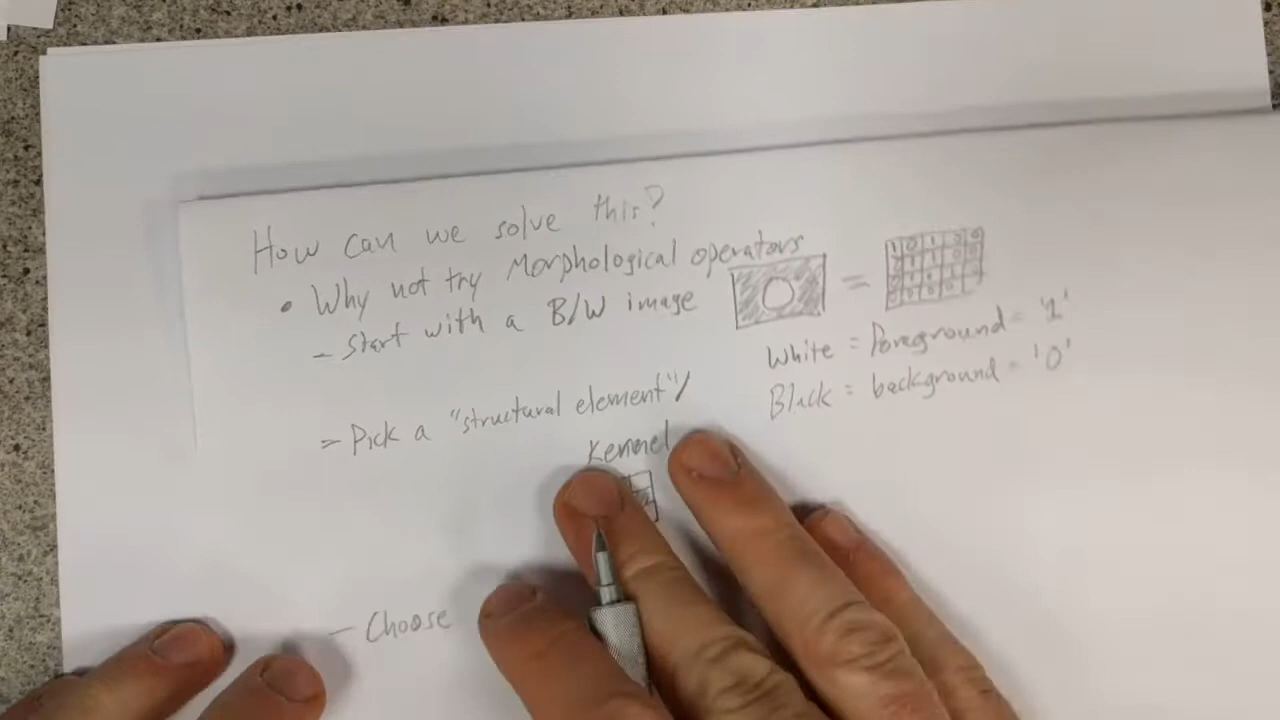 How can we solve this?
• Why not try Morphological operators
- Start with a B/W image
=
White = Foreground = '1'
Black = background = '0'
- Pick a "structural element"/
Kernel
- Choose